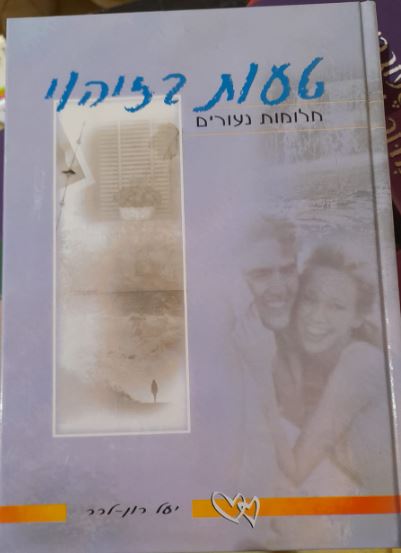 טעות בזיהוי
חלומות נעורים
יעל רון-לרר